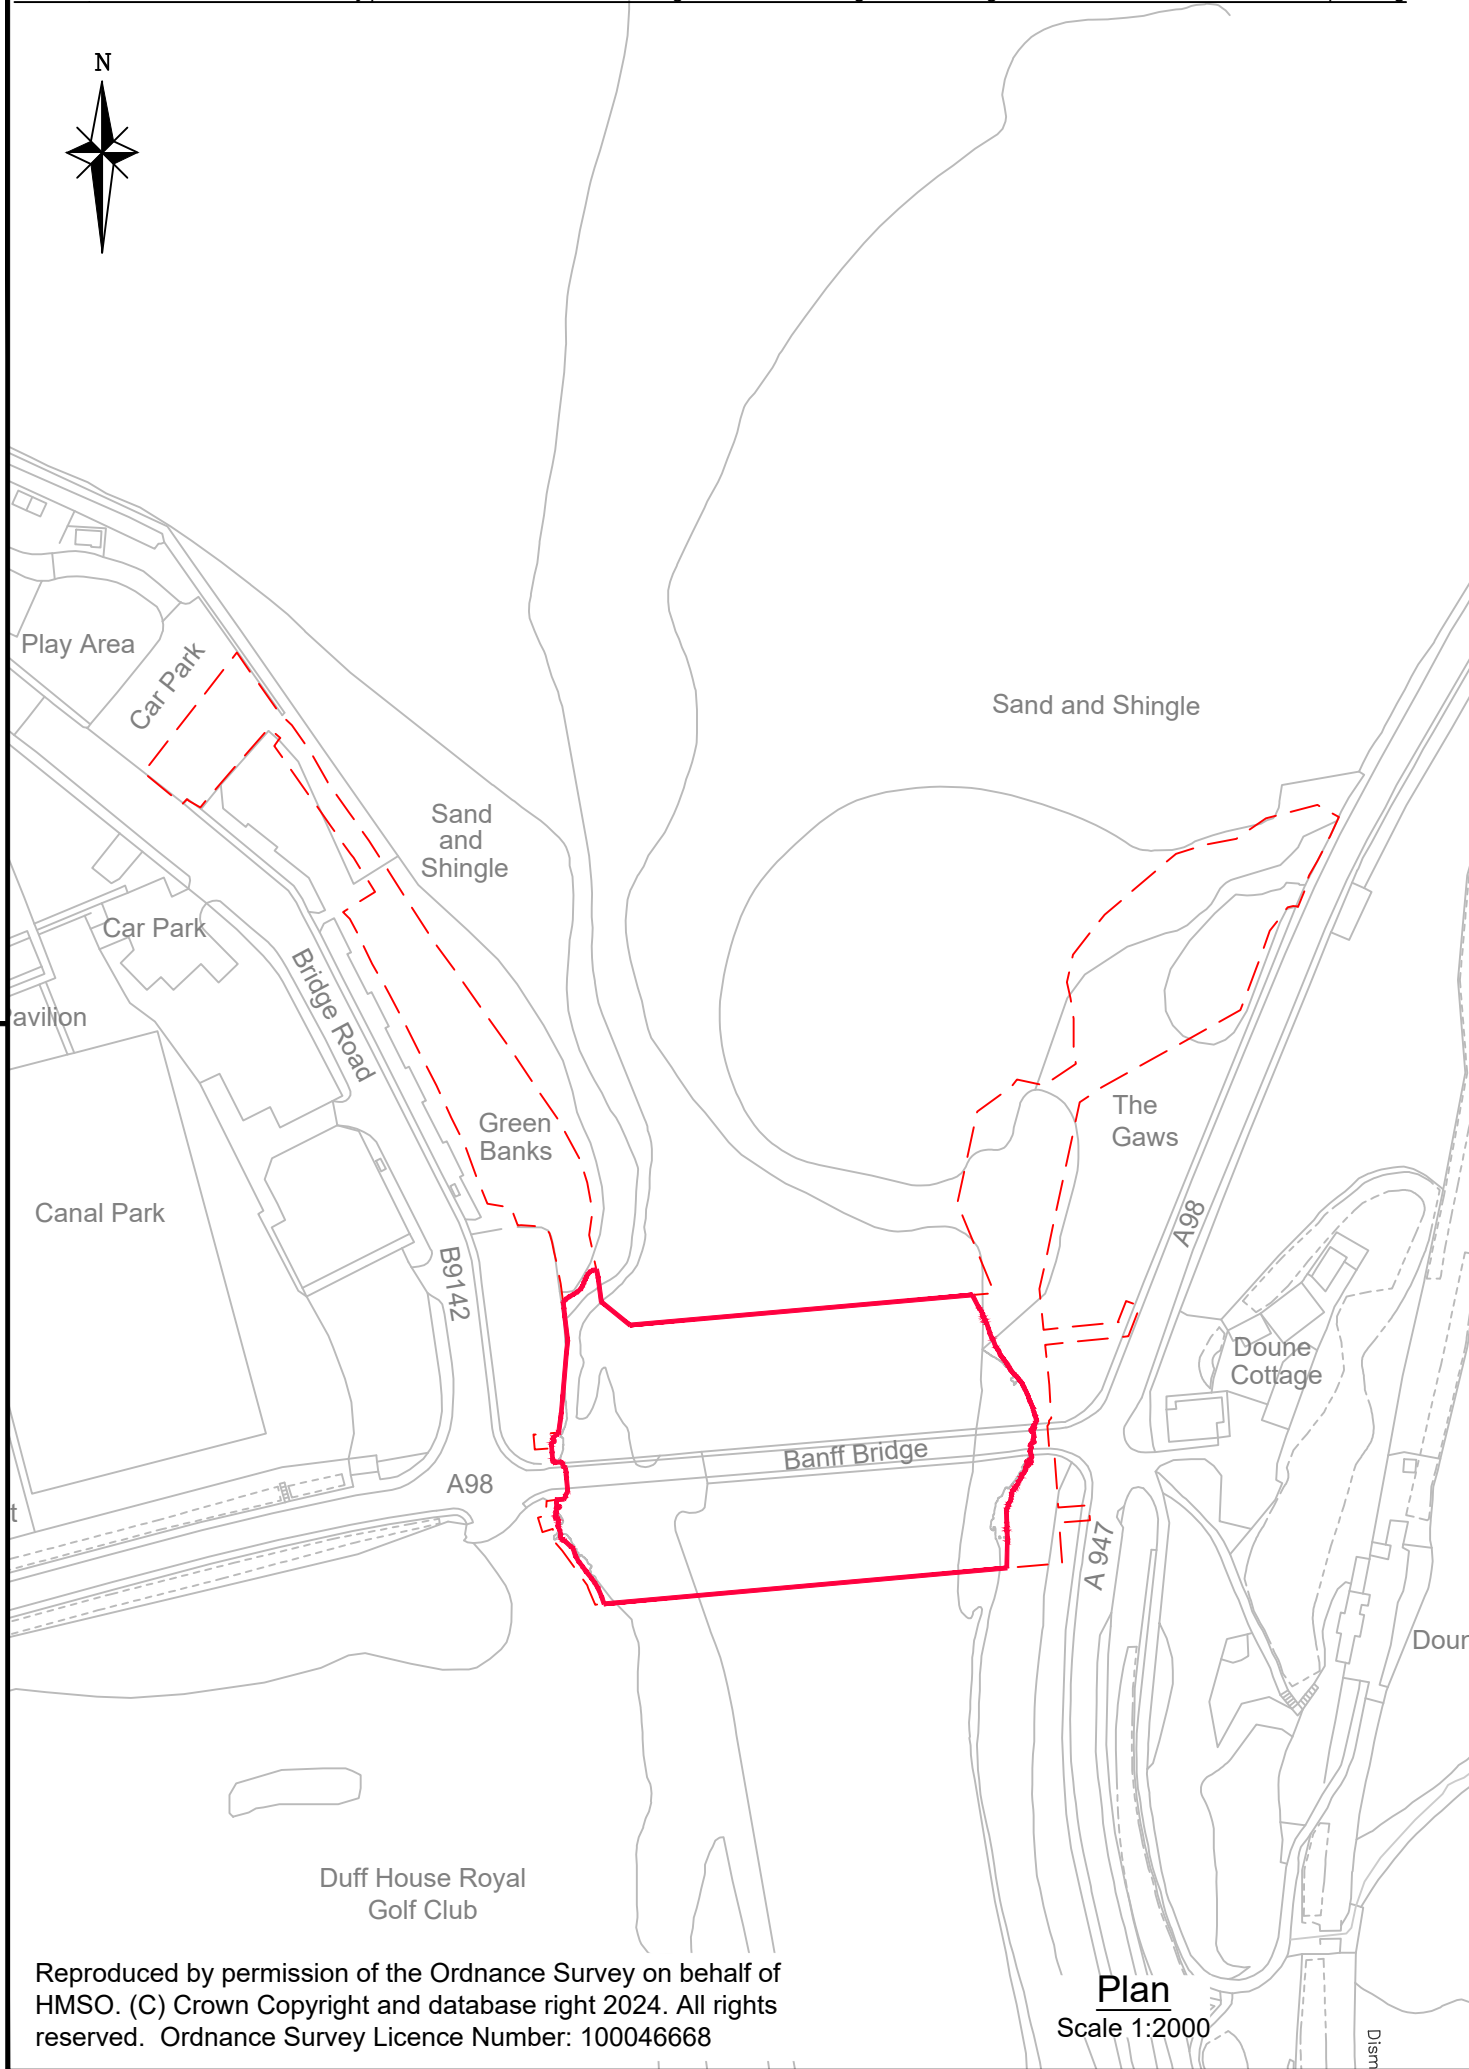 N
Play Area
Car Park
Sand and Shingle
Sand
and
Shingle
Car Park
Bridge Road
avilion
Green
Banks
The
Gaws
Canal Park
A98
B9142
Doune
Cottage
Banff Bridge
A98
t
A 947
Doun
Duff House Royal
Golf Club
Reproduced by permission of the Ordnance Survey on behalf of
HMSO. (C) Crown Copyright and database right 2024. All rights
reserved. Ordnance Survey Licence Number: 100046668
Plan
Scale 1:2000
Dism